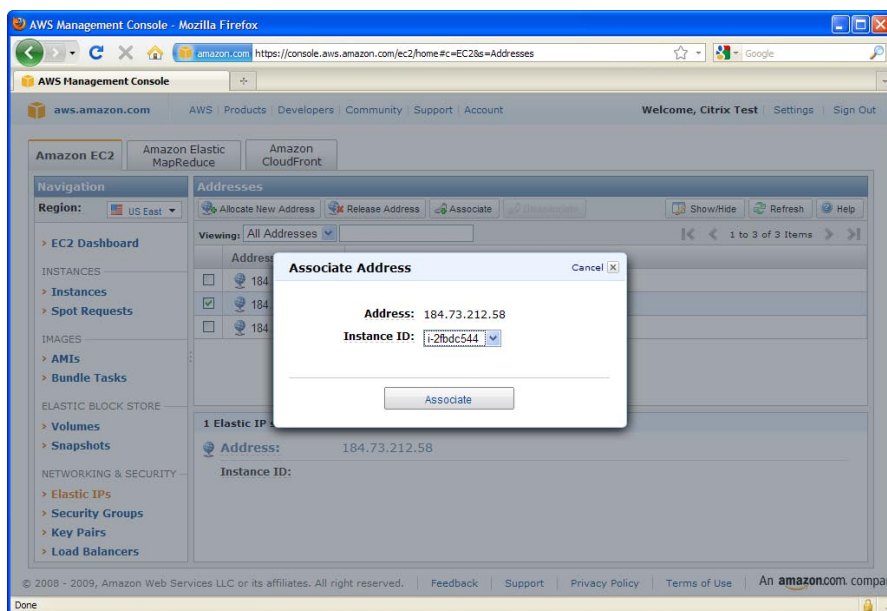 AWS Management Console - Mozilla Firefox
amazon.com https://console.aws.amazon.com/ec2/home#c=EC2&s=Addresses
Google
AWS Management Console
aws.amazon.com AWS Products Developers Community Support Account Welcome, Citrix Test Settings Sign Out
Amazon EC2
Amazon Elastic MapReduce
Amazon CloudFront
Navigation
Region: US East
> EC2 Dashboard
INSTANCES
> Instances
> Spot Requests
IMAGES
> AMIs
> Bundle Tasks
ELASTIC BLOCK STORE
> Volumes
> Snapshots
NETWORKING & SECURITY
> Elastic IPs
> Security Groups
> Key Pairs
> Load Balancers
Addresses
Allocate New Address Release Address Associate Show/Hide Refresh Help
Viewing: All Addresses 1 to 3 of 3 Items
Address
184
184
184
Associate Address Cancel
Address: 184.73.212.58
Instance ID: i-2fbdc544
Associate
1 Elastic IP
Address: 184.73.212.58
Instance ID:
© 2008 - 2009, Amazon Web Services LLC or its affiliates. All right reserved. Feedback Support Privacy Policy Terms of Use An amazon.com. compa
Done